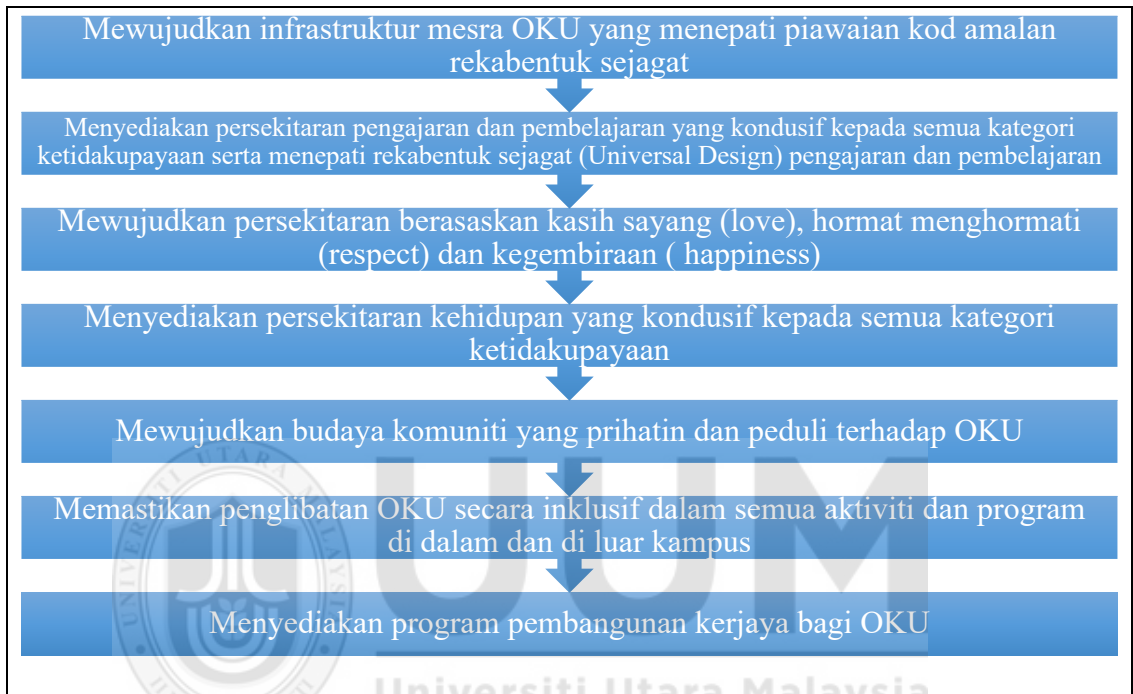 Mewujudkan infrastruktur mesra OKU yang menepati piawaian kod amalan
rekabentuk sejagat
Menyediakan persekitaran pengajaran dan pembelajaran yang kondusif kepada semua kategori
ketidakupayaan serta menepati rekabentuk sejagat (Universal Design) pengajaran dan pembelajaran
Mewujudkan persekitaran berasaskan kasih sayang (love), hormat menghormati
(respect) dan kegembiraan ( happiness)
Menyediakan persekitaran kehidupan yang kondusif kepada semua kategori
ketidakupayaan
Mewujudkan budaya komuniti yang prihatin dan peduli terhadap OKU
Memastikan penglibatan OKU secara inklusif dalam semua aktiviti dan program
di dalam dan di luar kampus
Menyediakan program pembangunan kerjaya bagi OKU
UNIVERSITI UTARA MALAYSIA
UUM
Universiti Utara Malaysia